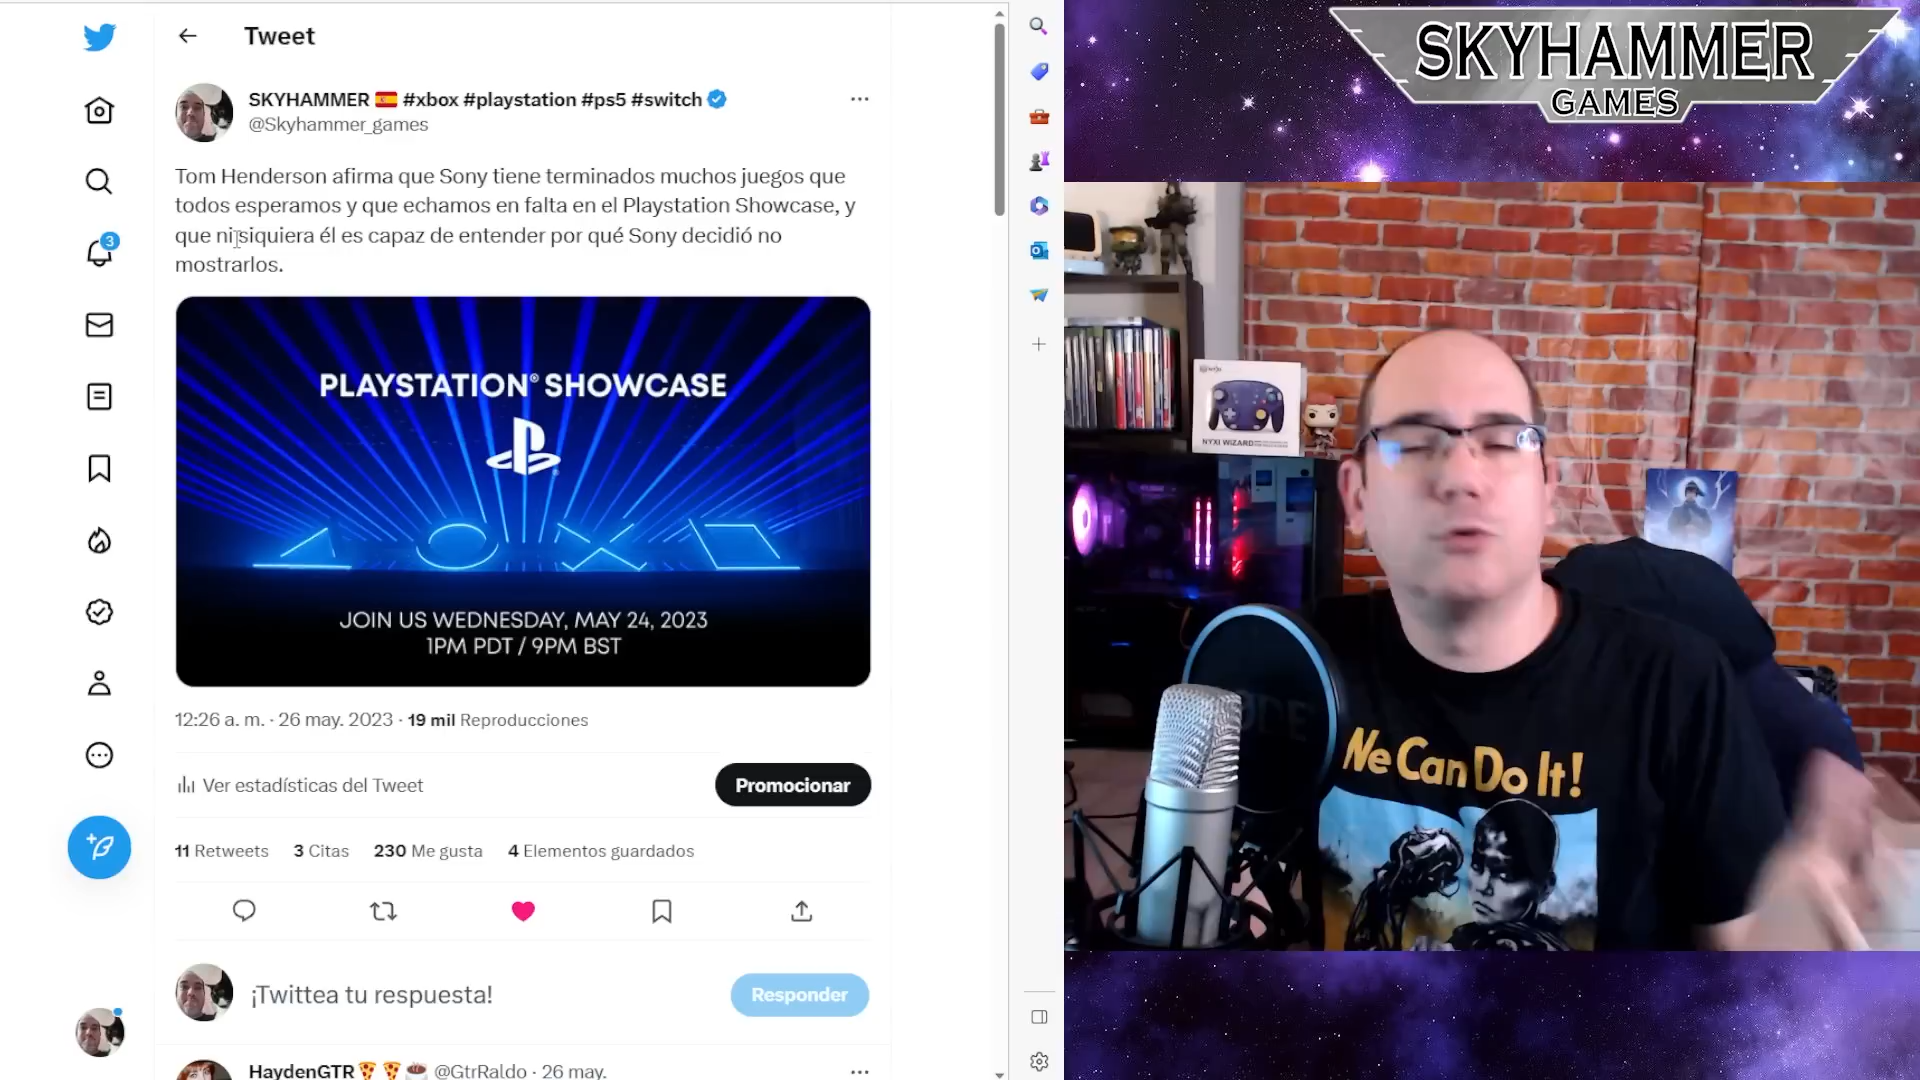 Tweet
SKYHAMMER 🇪🇸 #xbox #playstation #ps5 #switch
@Skyhammer_games
Tom Henderson afirma que Sony tiene terminados muchos juegos que
todos esperamos y que echamos en falta en el Playstation Showcase, y
que ni siquiera él es capaz de entender por qué Sony decidió no
mostrarlos.
PLAYSTATION® SHOWCASE
JOIN US WEDNESDAY, MAY 24, 2023
1PM PDT / 9PM BST
12:26 a. m. · 26 may. 2023 · 19 mil Reproducciones
Ver estadísticas del Tweet
Promocionar
11 Retweets 3 Citas 230 Me gusta 4 Elementos guardados
¡Twittea tu respuesta!
Responder
HaydenGTR 🍕 🍕 ☕ @GtrRaldo · 26 may.
3
SKYHAMMER
GAMES
NYXI WIZARD
We Can Do It!